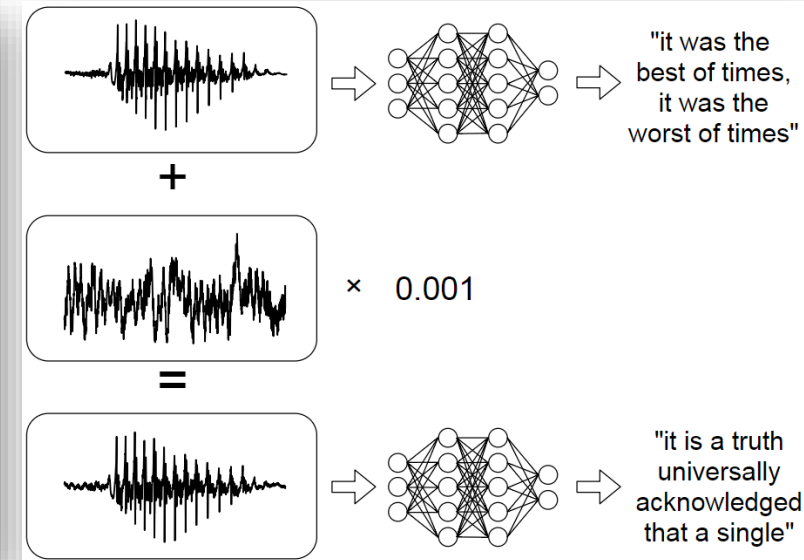 "it was the
best of times,
it was the
worst of times"
+
× 0.001
=
"it is a truth
universally
acknowledged
that a single"